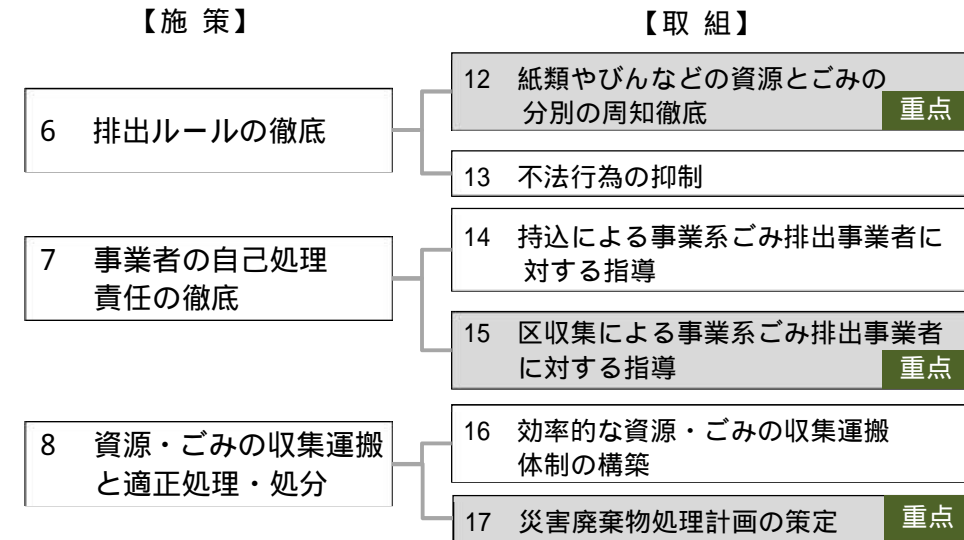 【施 策】
【取 組】
6 排出ルールの徹底
12 紙類やびんなどの資源とごみの
分別の周知徹底
重点
13 不法行為の抑制
7 事業者の自己処理
責任の徹底
14 持込による事業系ごみ排出事業者に
対する指導
15 区収集による事業系ごみ排出事業者
に対する指導
重点
8 資源・ごみの収集運搬
と適正処理・処分
16 効率的な資源・ごみの収集運搬
体制の構築
17 災害廃棄物処理計画の策定
重点